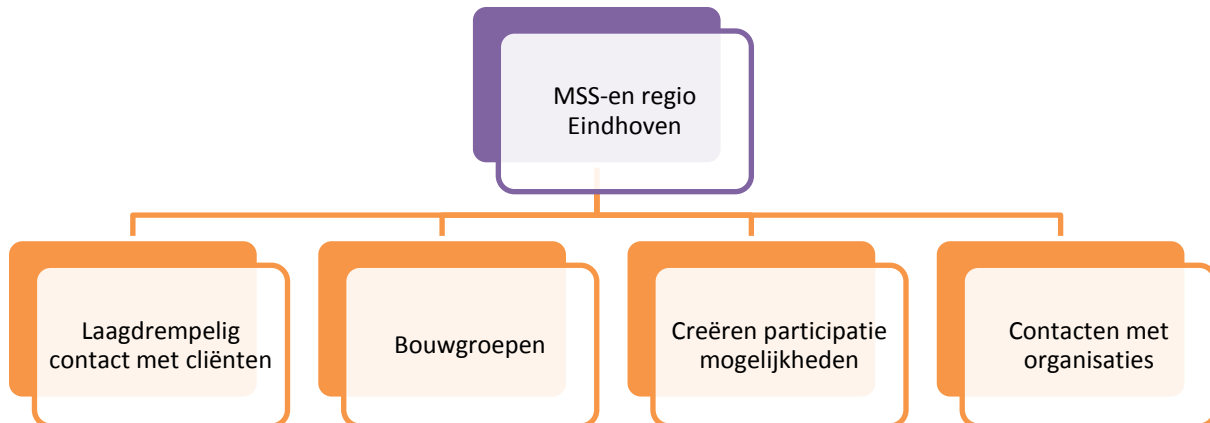 MSS-en regio
Eindhoven
Laagdrempelig
contact met cliënten
Bouwgroepen
Creëren participatie
mogelijkheden
Contacten met
organisaties